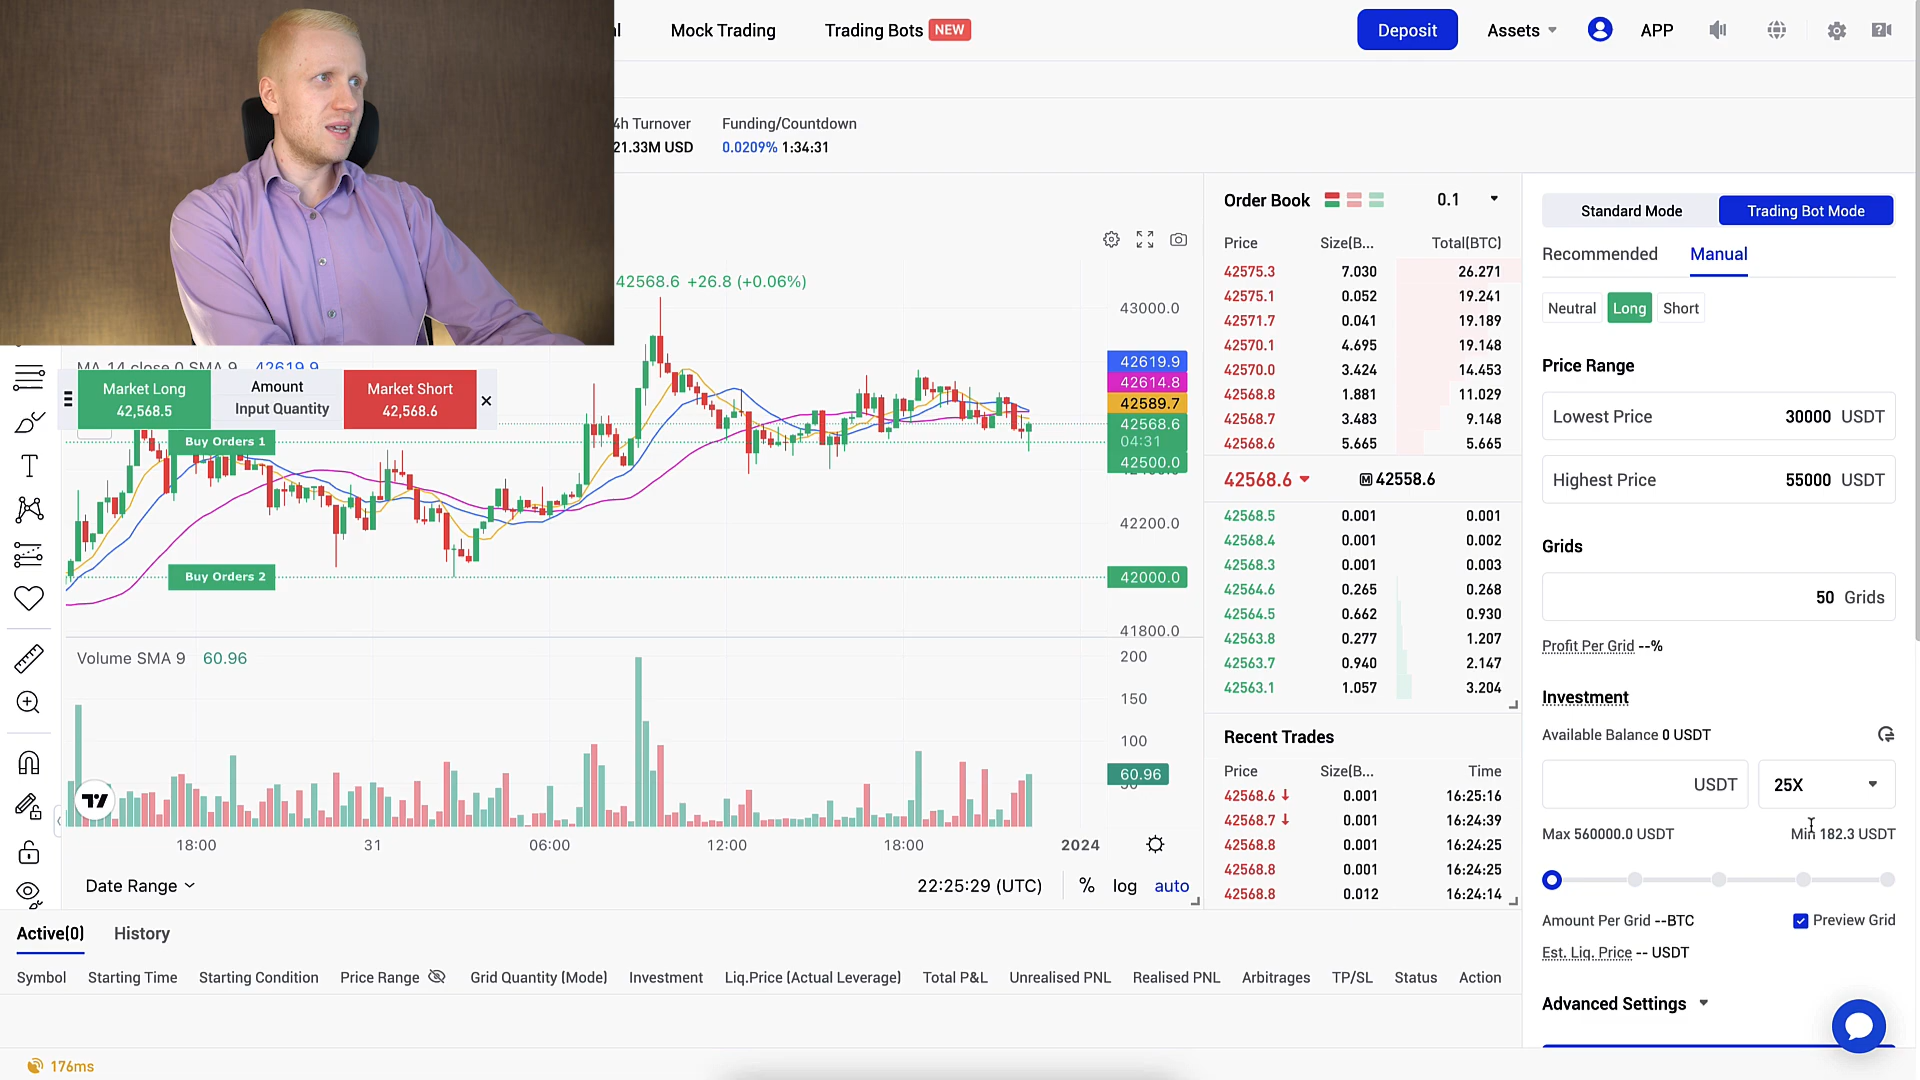 Mock Trading
Trading Bots NEW
Deposit
Assets
APP
4h Turnover
21.33M USD
Funding/Countdown
0.0209% 1:34:31
42568.6 +26.8 (+0.06%)
MA 14 close 0 SMA 9 42619.9
Market Long
42,568.5
Amount
Input Quantity
Market Short
42,568.6
Buy Orders 1
Buy Orders 2
43000.0
42619.9
42614.8
42589.7
42568.6
04:31
42500.0
42200.0
42000.0
41800.0
Volume SMA 9 60.96
200
150
100
60.96
50
18:00
31
06:00
12:00
18:00
2024
Date Range
22:25:29 (UTC)
%
log
auto
Order Book
0.1
Price Size(B... Total(BTC)
42575.3 7.030 26.271
42575.1 0.052 19.241
42571.7 0.041 19.189
42570.1 4.695 19.148
42570.0 3.424 14.453
42568.8 1.881 11.029
42568.7 3.483 9.148
42568.6 5.665 5.665
42568.6 M 42558.6
42568.5 0.001 0.001
42568.4 0.001 0.002
42568.3 0.001 0.003
42564.6 0.265 0.268
42564.5 0.662 0.930
42563.8 0.277 1.207
42563.7 0.940 2.147
42563.1 1.057 3.204
Recent Trades
Price Size(B... Time
42568.6 0.001 16:25:16
42568.7 0.001 16:24:39
42568.8 0.001 16:24:25
42568.8 0.001 16:24:25
42568.8 0.012 16:24:14
Standard Mode Trading Bot Mode
Recommended Manual
Neutral Long Short
Price Range
Lowest Price 30000 USDT
Highest Price 55000 USDT
Grids
50 Grids
Profit Per Grid --%
Investment
Available Balance 0 USDT
USDT 25X
Max 560000.0 USDT Min 182.3 USDT
Amount Per Grid --BTC Preview Grid
Est. Liq. Price -- USDT
Advanced Settings
Active(0) History
Symbol Starting Time Starting Condition Price Range Grid Quantity (Mode) Investment Liq.Price (Actual Leverage) Total P&L Unrealised PNL Realised PNL Arbitrages TP/SL Status Action
176ms